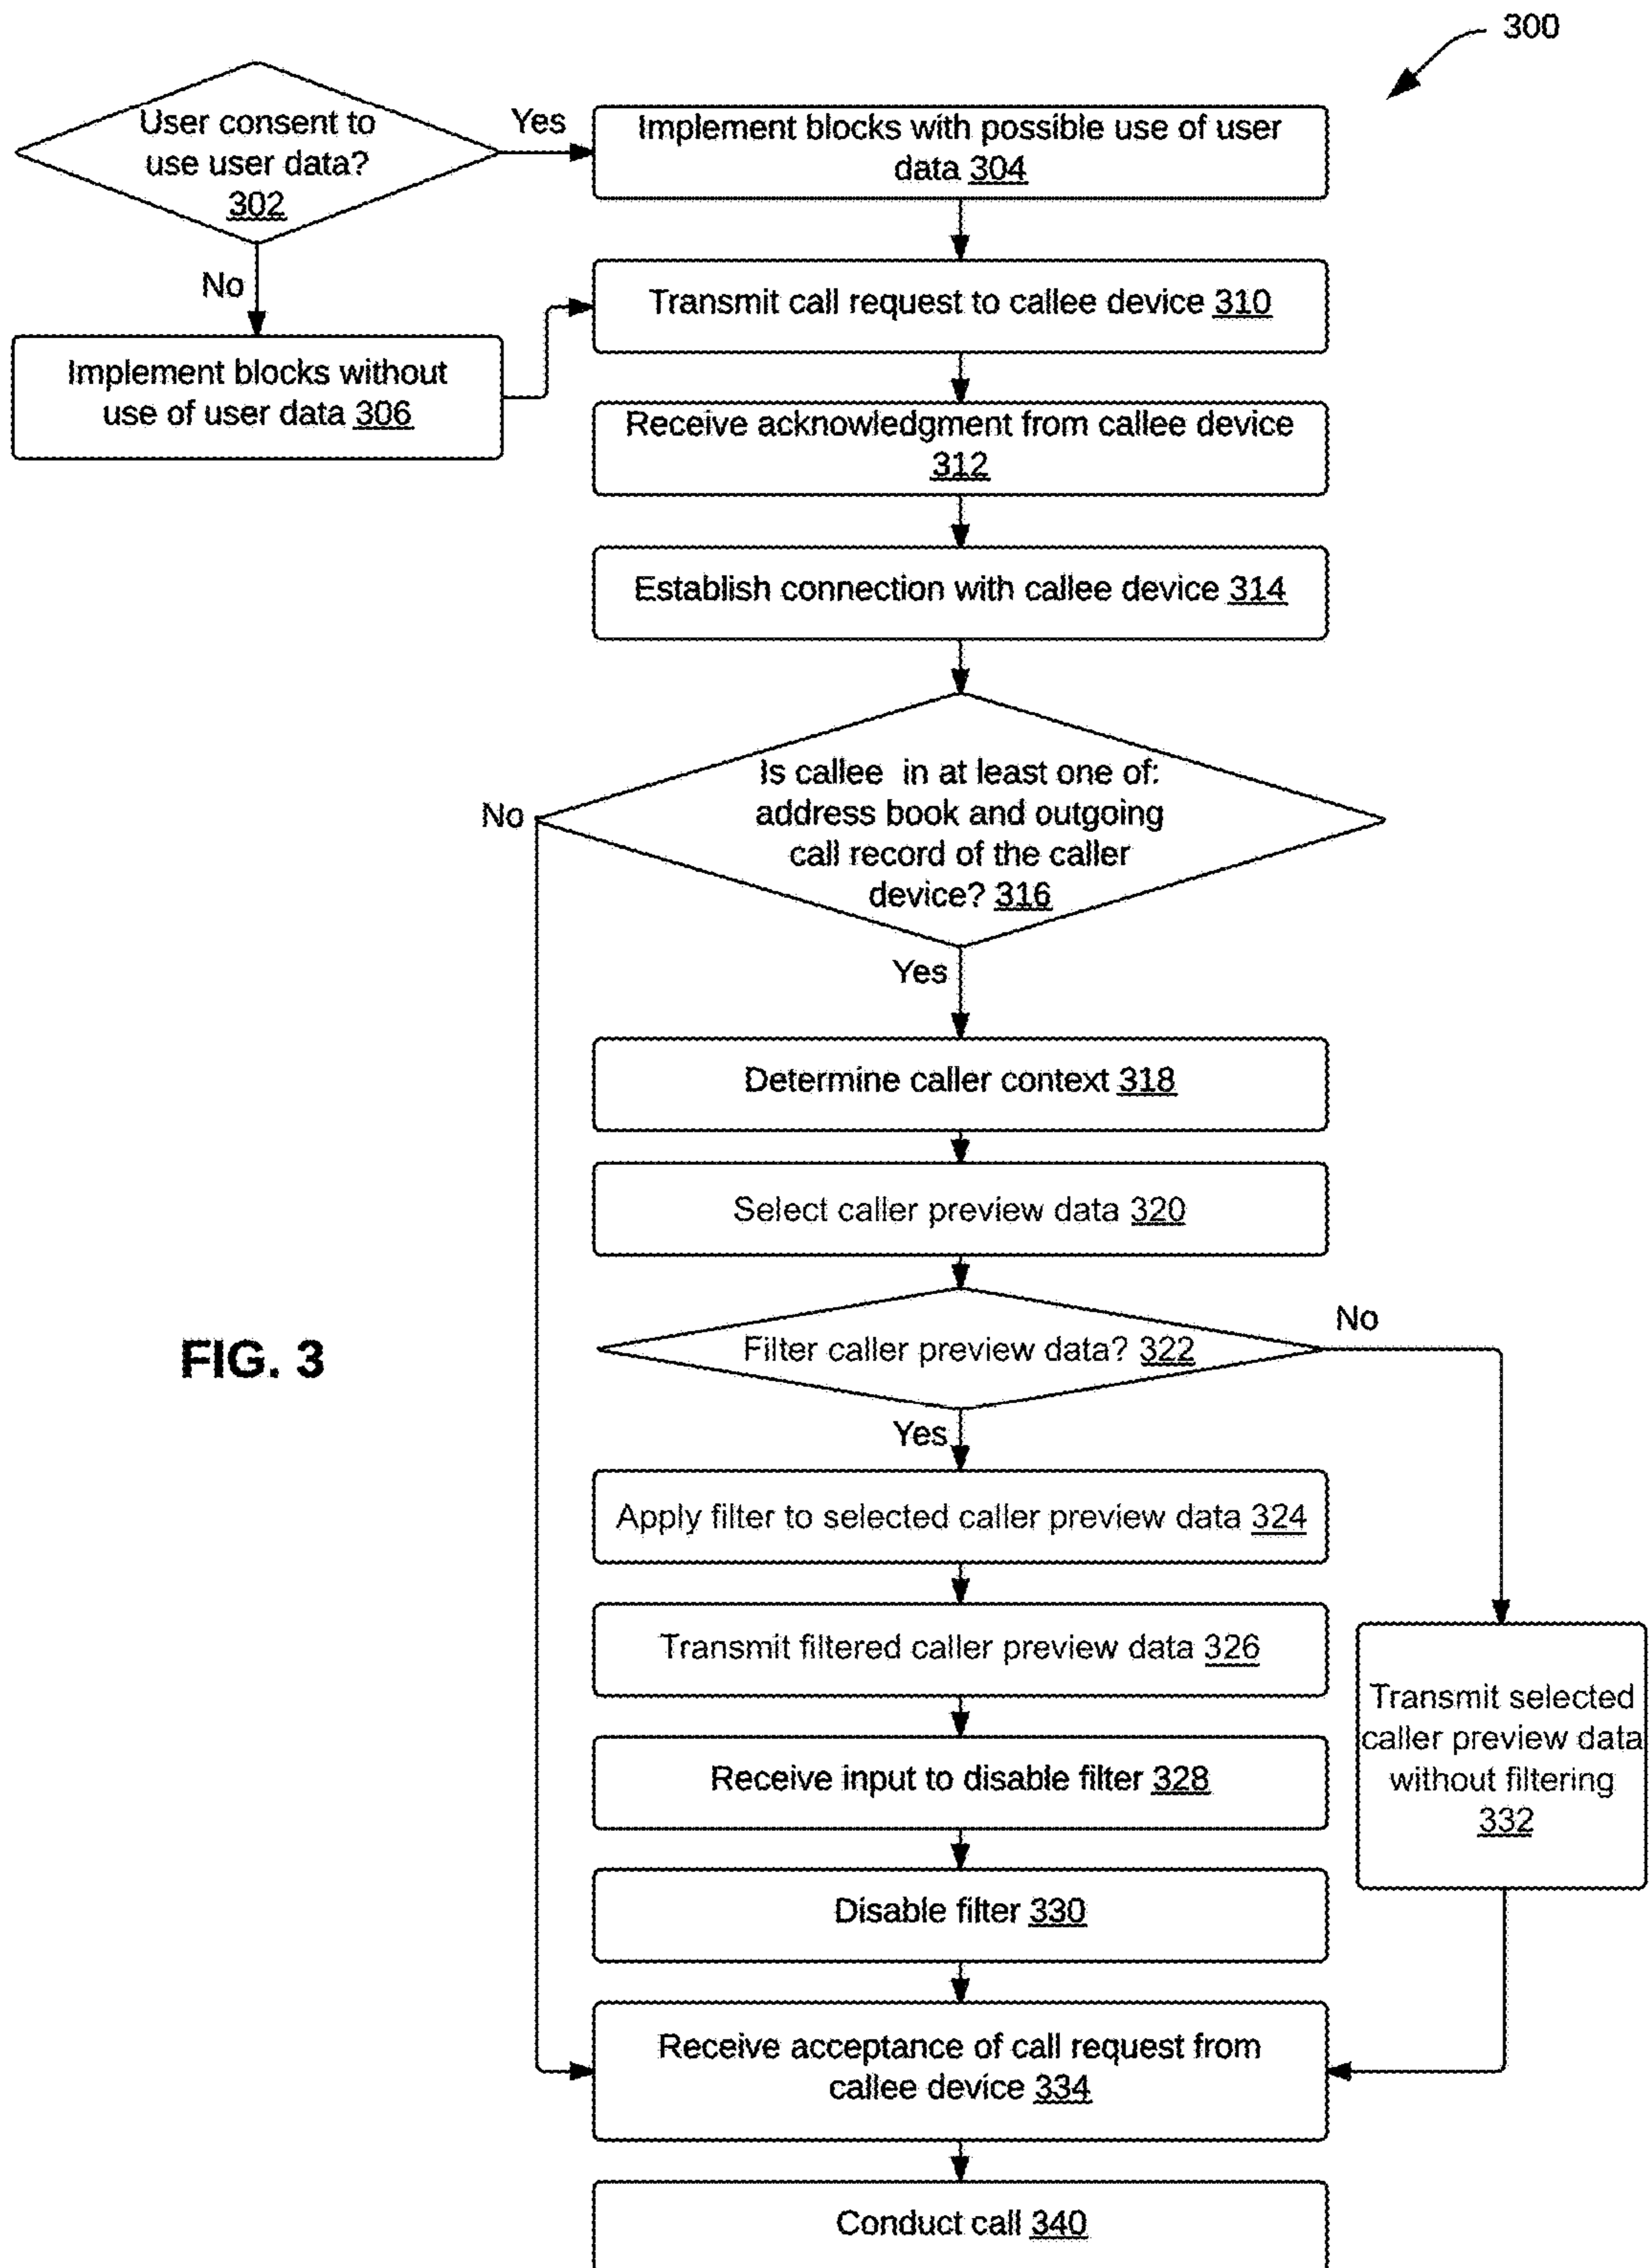 300
User consent to
use user data?
302
Yes
Implement blocks with possible use of user
data 304
No
Implement blocks without
use of user data 306
Transmit call request to callee device 310
Receive acknowledgment from callee device
312
Establish connection with callee device 314
Is callee in at least one of:
address book and outgoing
call record of the caller
device? 316
No
Yes
Determine caller context 318
Select caller preview data 320
Filter caller preview data? 322
No
Yes
FIG. 3
Apply filter to selected caller preview data 324
Transmit filtered caller preview data 326
Transmit selected
caller preview data
without filtering
332
Receive input to disable filter 328
Disable filter 330
Receive acceptance of call request from
callee device 334
Conduct call 340